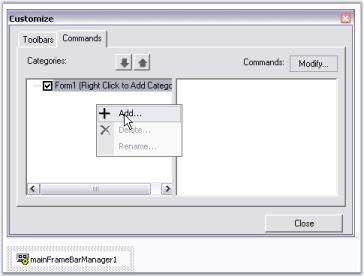 Customize
Toolbars Commands
Categories:
Commands:
Modify...
Form1 (Right Click to Add Catego
Add...
Delete...
Rename...
Close
mainFrameBarManager1